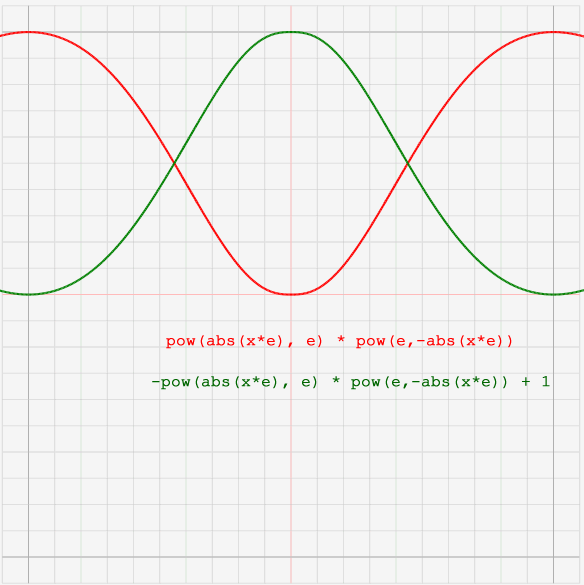 pow(abs(x*e), e) * pow(e,-abs(x*e))
-pow(abs(x*e), e) * pow(e,-abs(x*e)) + 1